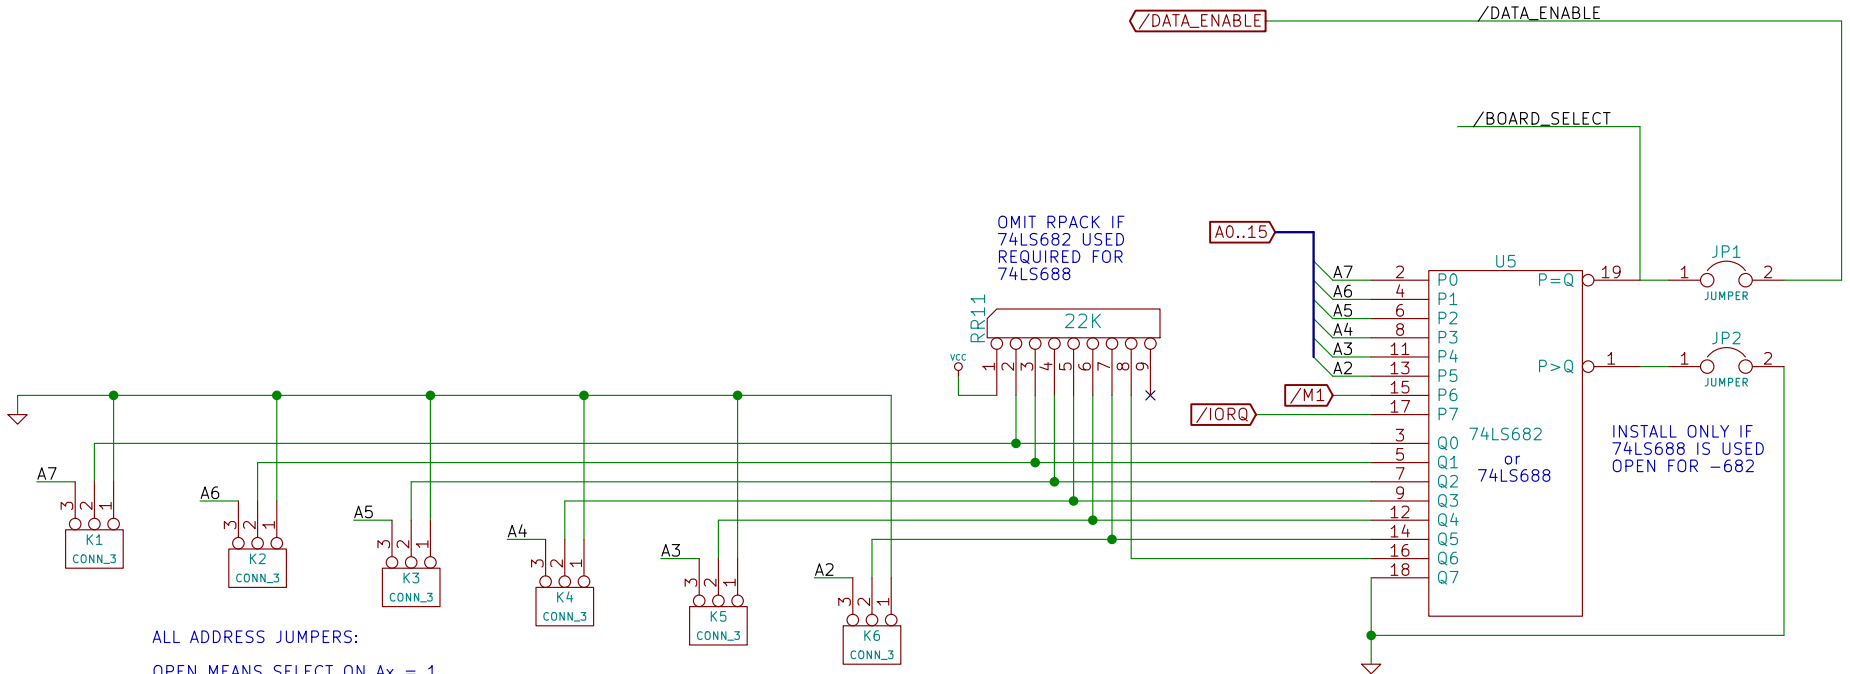 /DATA_ENABLE
/DATA_ENABLE
/BOARD_SELECT
OMIT RPACK IF
74LS682 USED
REQUIRED FOR
74LS688
A0..15
RR11
22K
VCC
1
2
3
4
5
6
7
8
9
U5
A7 2 P0
A6 4 P1
A5 6 P2
A4 8 P3
A3 11 P4
A2 13 P5
/M1 15 P6
/IORQ 17 P7
3 Q0
5 Q1
7 Q2
9 Q3
12 Q4
14 Q5
16 Q6
18 Q7
P=Q 19
P>Q 1
74LS682
or
74LS688
JP1
1 2
JUMPER
JP2
1 2
JUMPER
INSTALL ONLY IF
74LS688 IS USED
OPEN FOR -682
A7
3 2 1
K1
CONN_3
A6
3 2 1
K2
CONN_3
A5
3 2 1
K3
CONN_3
A4
3 2 1
K4
CONN_3
A3
3 2 1
K5
CONN_3
A2
3 2 1
K6
CONN_3
ALL ADDRESS JUMPERS:
OPEN MEANS SELECT ON Ax = 1